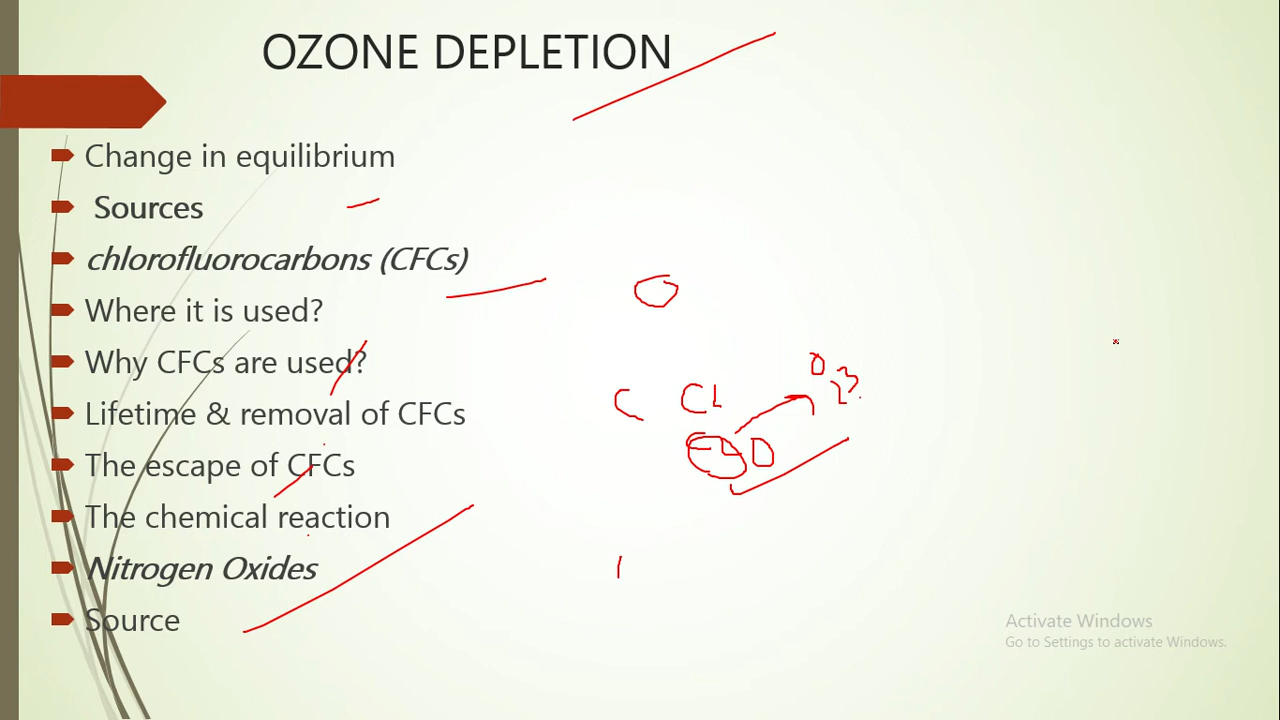 OZONE DEPLETION
Change in equilibrium
Sources
chlorofluorocarbons (CFCs)
Where it is used?
Why CFCs are used?
Lifetime & removal of CFCs
The escape of CFCs
The chemical reaction
Nitrogen Oxides
Source
O
C Cl
Activate Windows
Go to Settings to activate Windows.